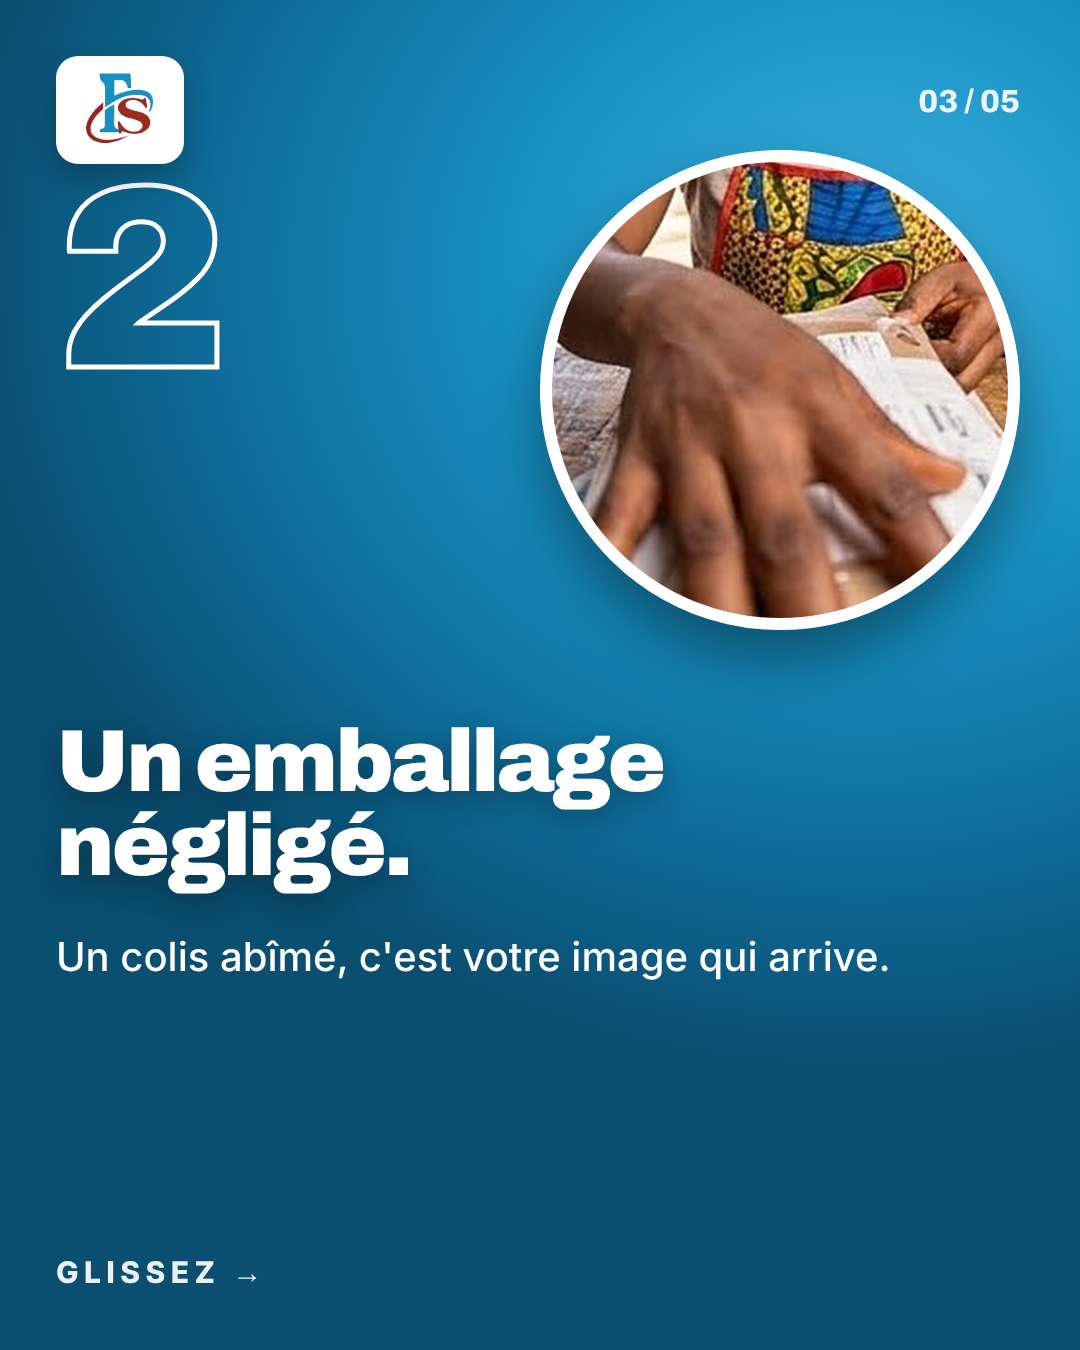 FS
03 / 05
2
Un emballage
négligé.
Un colis abîmé, c'est votre image qui arrive.
GLISSEZ →